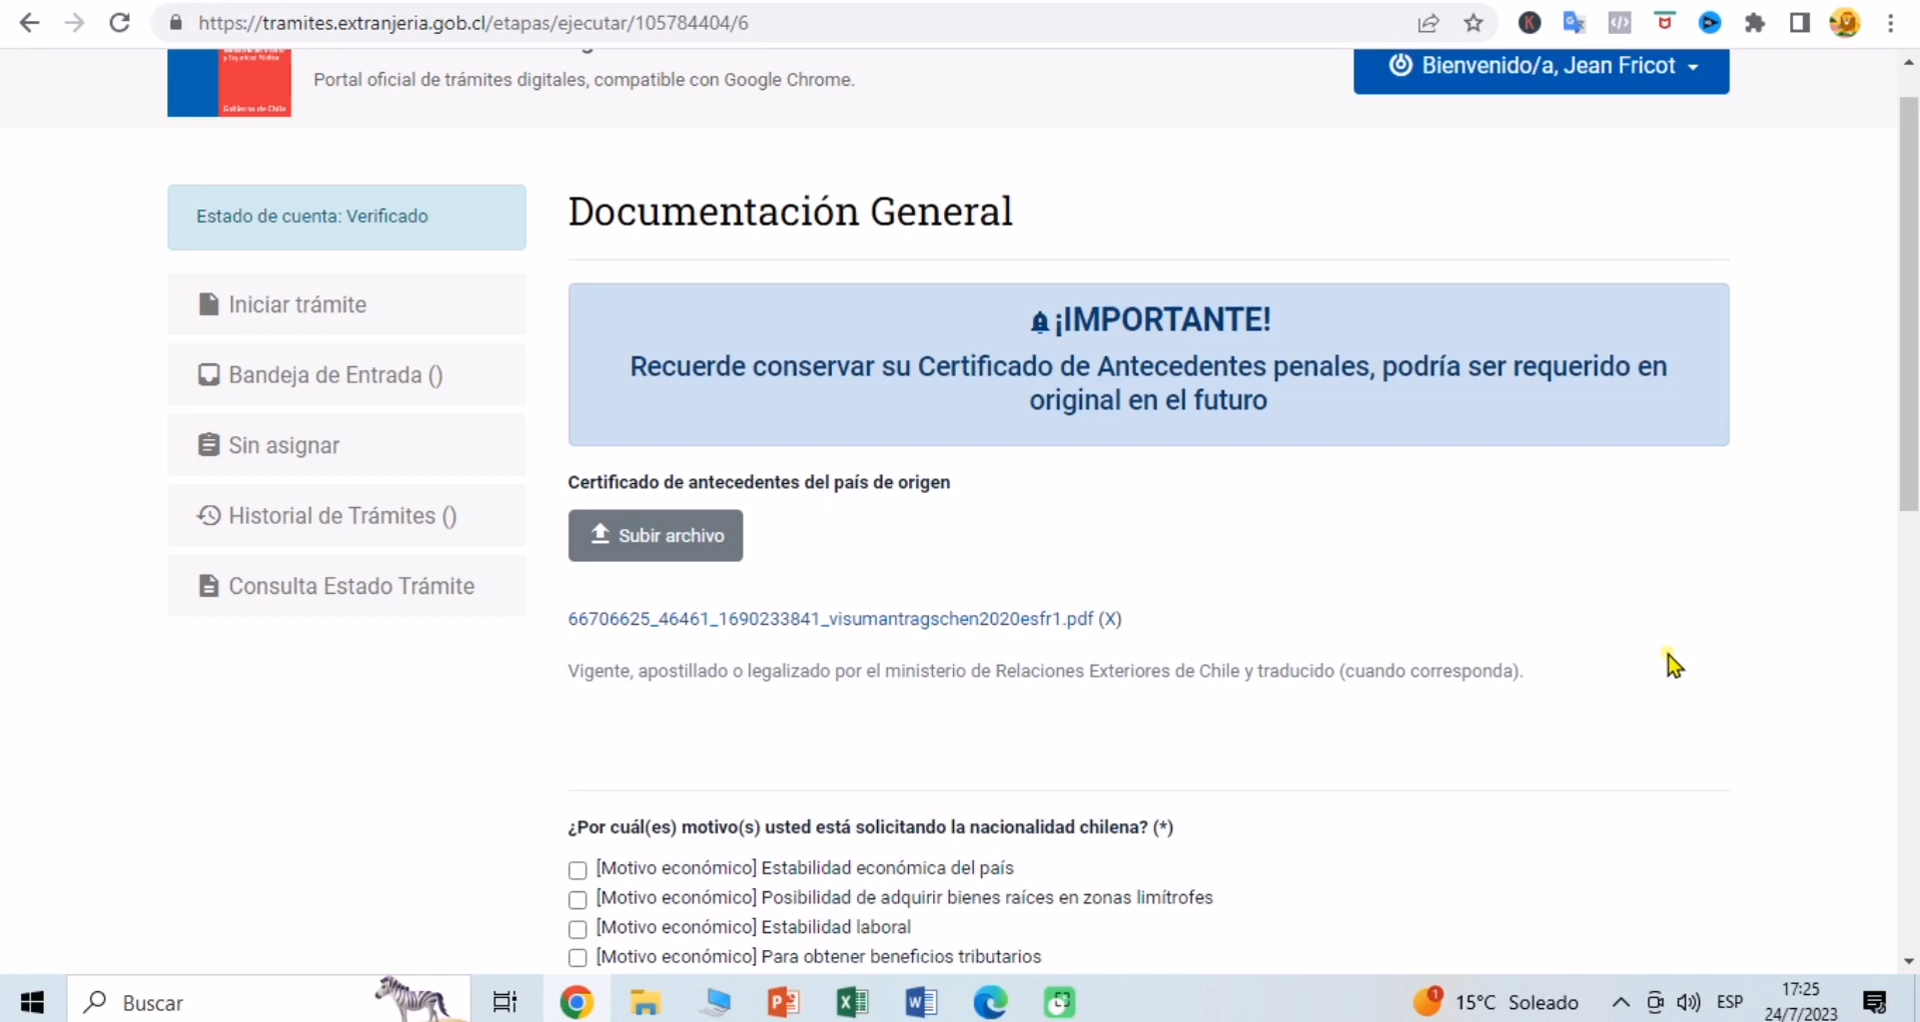 https://tramites.extranjeria.gob.cl/etapas/ejecutar/105784404/6
Gobierno de Chile
Portal oficial de trámites digitales, compatible con Google Chrome.
Bienvenido/a, Jean Fricot
Estado de cuenta: Verificado
Iniciar trámite
Bandeja de Entrada ()
Sin asignar
Historial de Trámites ()
Consulta Estado Trámite
Documentación General
¡IMPORTANTE!
Recuerde conservar su Certificado de Antecedentes penales, podría ser requerido en
original en el futuro
Certificado de antecedentes del país de origen
Subir archivo
66706625_46461_1690233841_visumantragschen2020esfr1.pdf (X)
Vigente, apostillado o legalizado por el ministerio de Relaciones Exteriores de Chile y traducido (cuando corresponda).
¿Por cuál(es) motivo(s) usted está solicitando la nacionalidad chilena? (*)
[Motivo económico] Estabilidad económica del país
[Motivo económico] Posibilidad de adquirir bienes raíces en zonas limítrofes
[Motivo económico] Estabilidad laboral
[Motivo económico] Para obtener beneficios tributarios
Buscar
1
15°C Soleado
ESP
17:25
24/7/2023